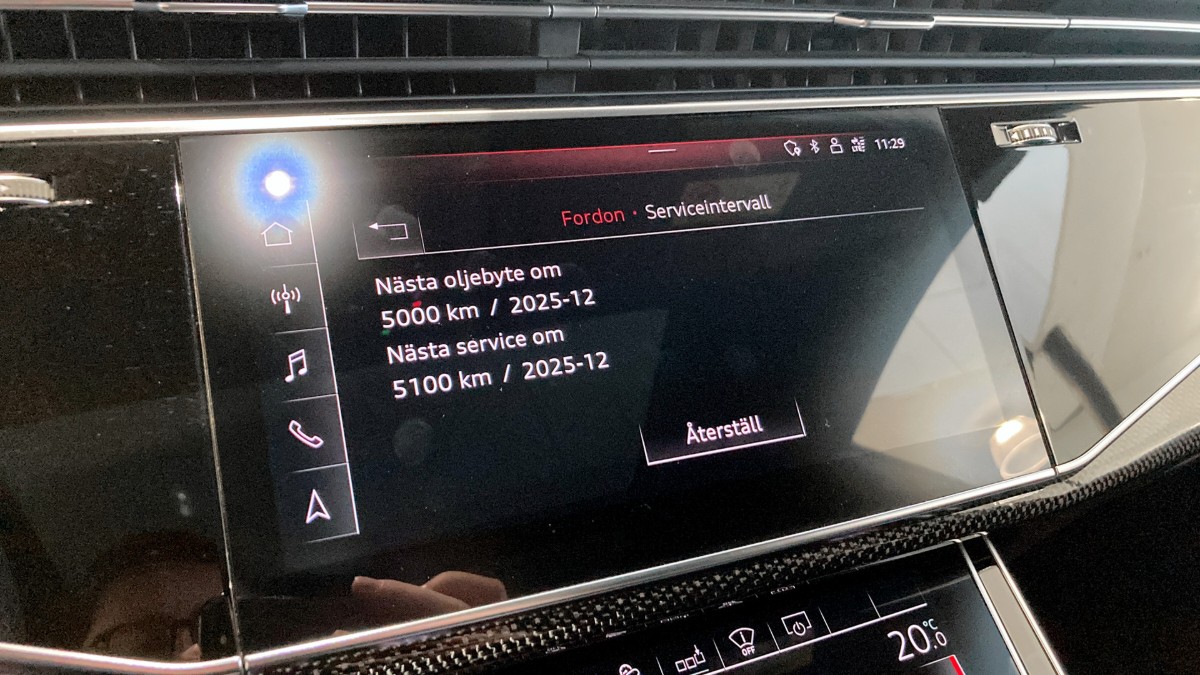 LTE 11:29
Fordon · Serviceintervall
Nästa oljebyte om
5000 km / 2025-12
Nästa service om
5100 km / 2025-12
Återställ
OFF
20.0 °C